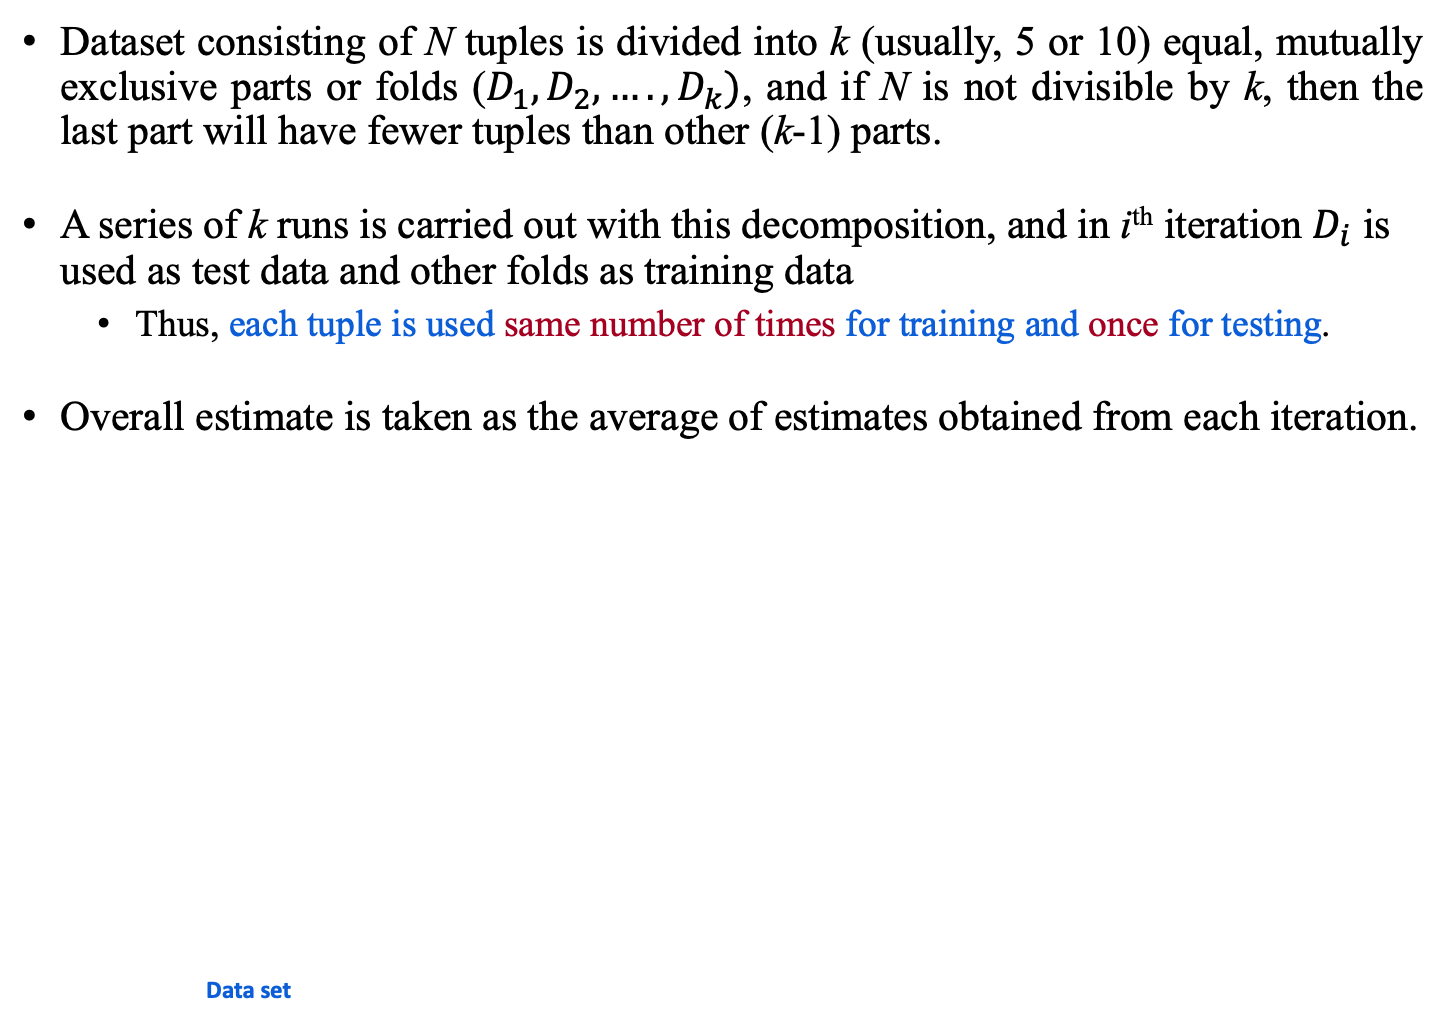 • Dataset consisting of N tuples is divided into k (usually, 5 or 10) equal, mutually
exclusive parts or folds (D₁, D₂, …., Dₖ), and if N is not divisible by k, then the
last part will have fewer tuples than other (k-1) parts.
• A series of k runs is carried out with this decomposition, and in iᵗʰ iteration Dᵢ is
used as test data and other folds as training data
• Thus, each tuple is used same number of times for training and once for testing.
• Overall estimate is taken as the average of estimates obtained from each iteration.
Data set